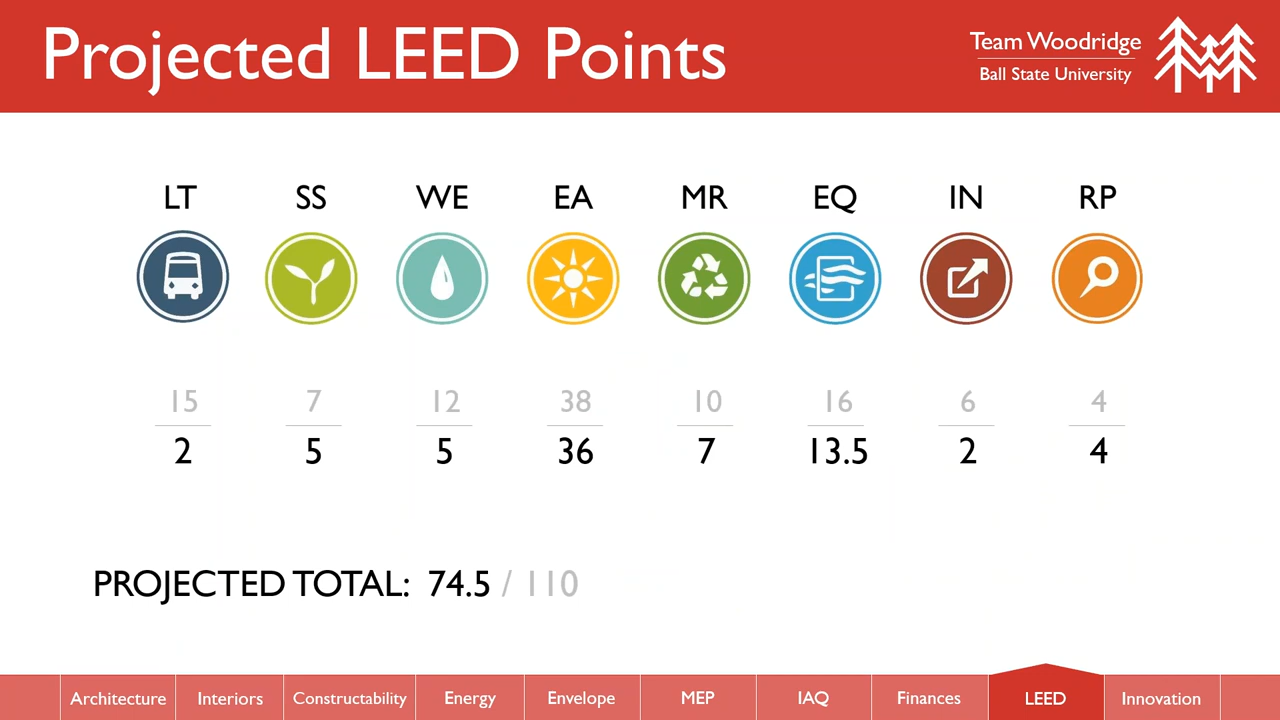 Projected LEED Points
Team Woodridge
Ball State University
LT SS WE EA MR EQ IN RP
15 7 12 38 10 16 6 4
2 5 5 36 7 13.5 2 4
PROJECTED TOTAL: 74.5 / 110
Architecture Interiors Constructability Energy Envelope MEP IAQ Finances LEED Innovation